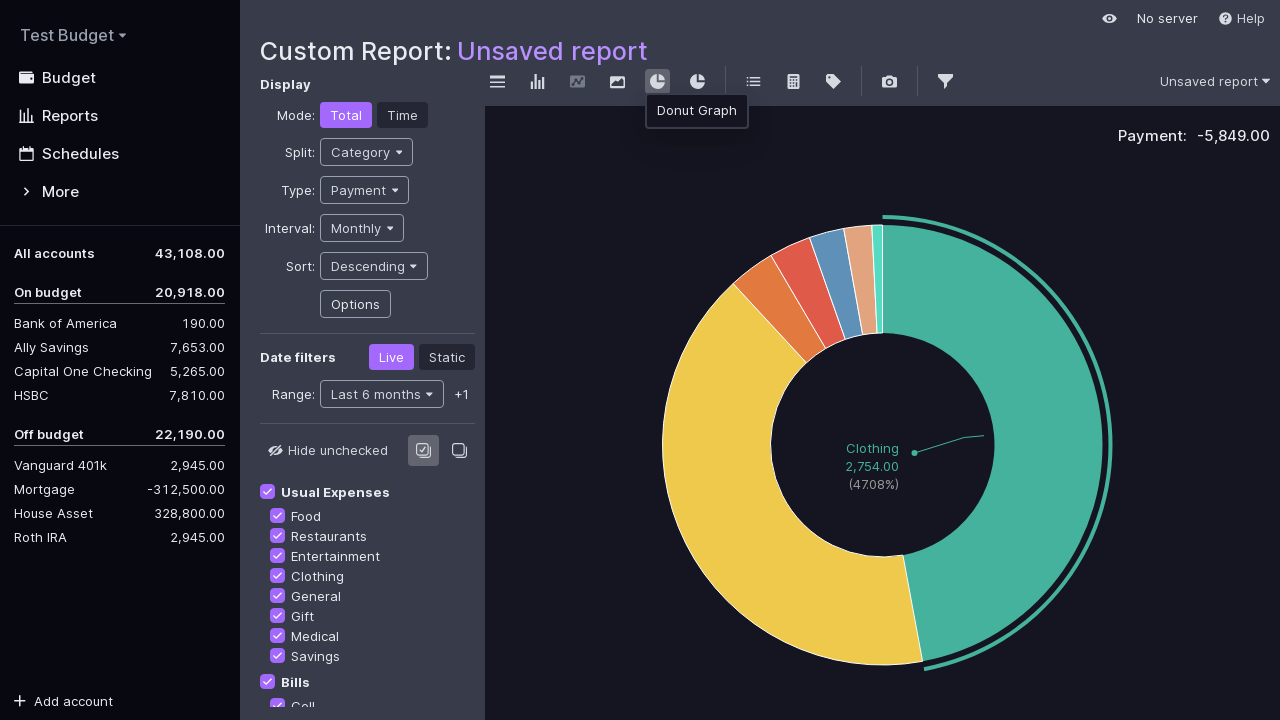 Test Budget
Budget
Reports
Schedules
More
All accounts 43,108.00
On budget 20,918.00
Bank of America 190.00
Ally Savings 7,653.00
Capital One Checking 5,265.00
HSBC 7,810.00
Off budget 22,190.00
Vanguard 401k 2,945.00
Mortgage -312,500.00
House Asset 328,800.00
Roth IRA 2,945.00
Add account
No server Help
Custom Report: Unsaved report
Display
Mode: Total Time
Split: Category
Type: Payment
Interval: Monthly
Sort: Descending
Options
Date filters Live Static
Range: Last 6 months +1
Hide unchecked
Usual Expenses
Food
Restaurants
Entertainment
Clothing
General
Gift
Medical
Savings
Bills
Cell
Unsaved report
Donut Graph
Payment: -5,849.00
Clothing
2,754.00
(47.08%)